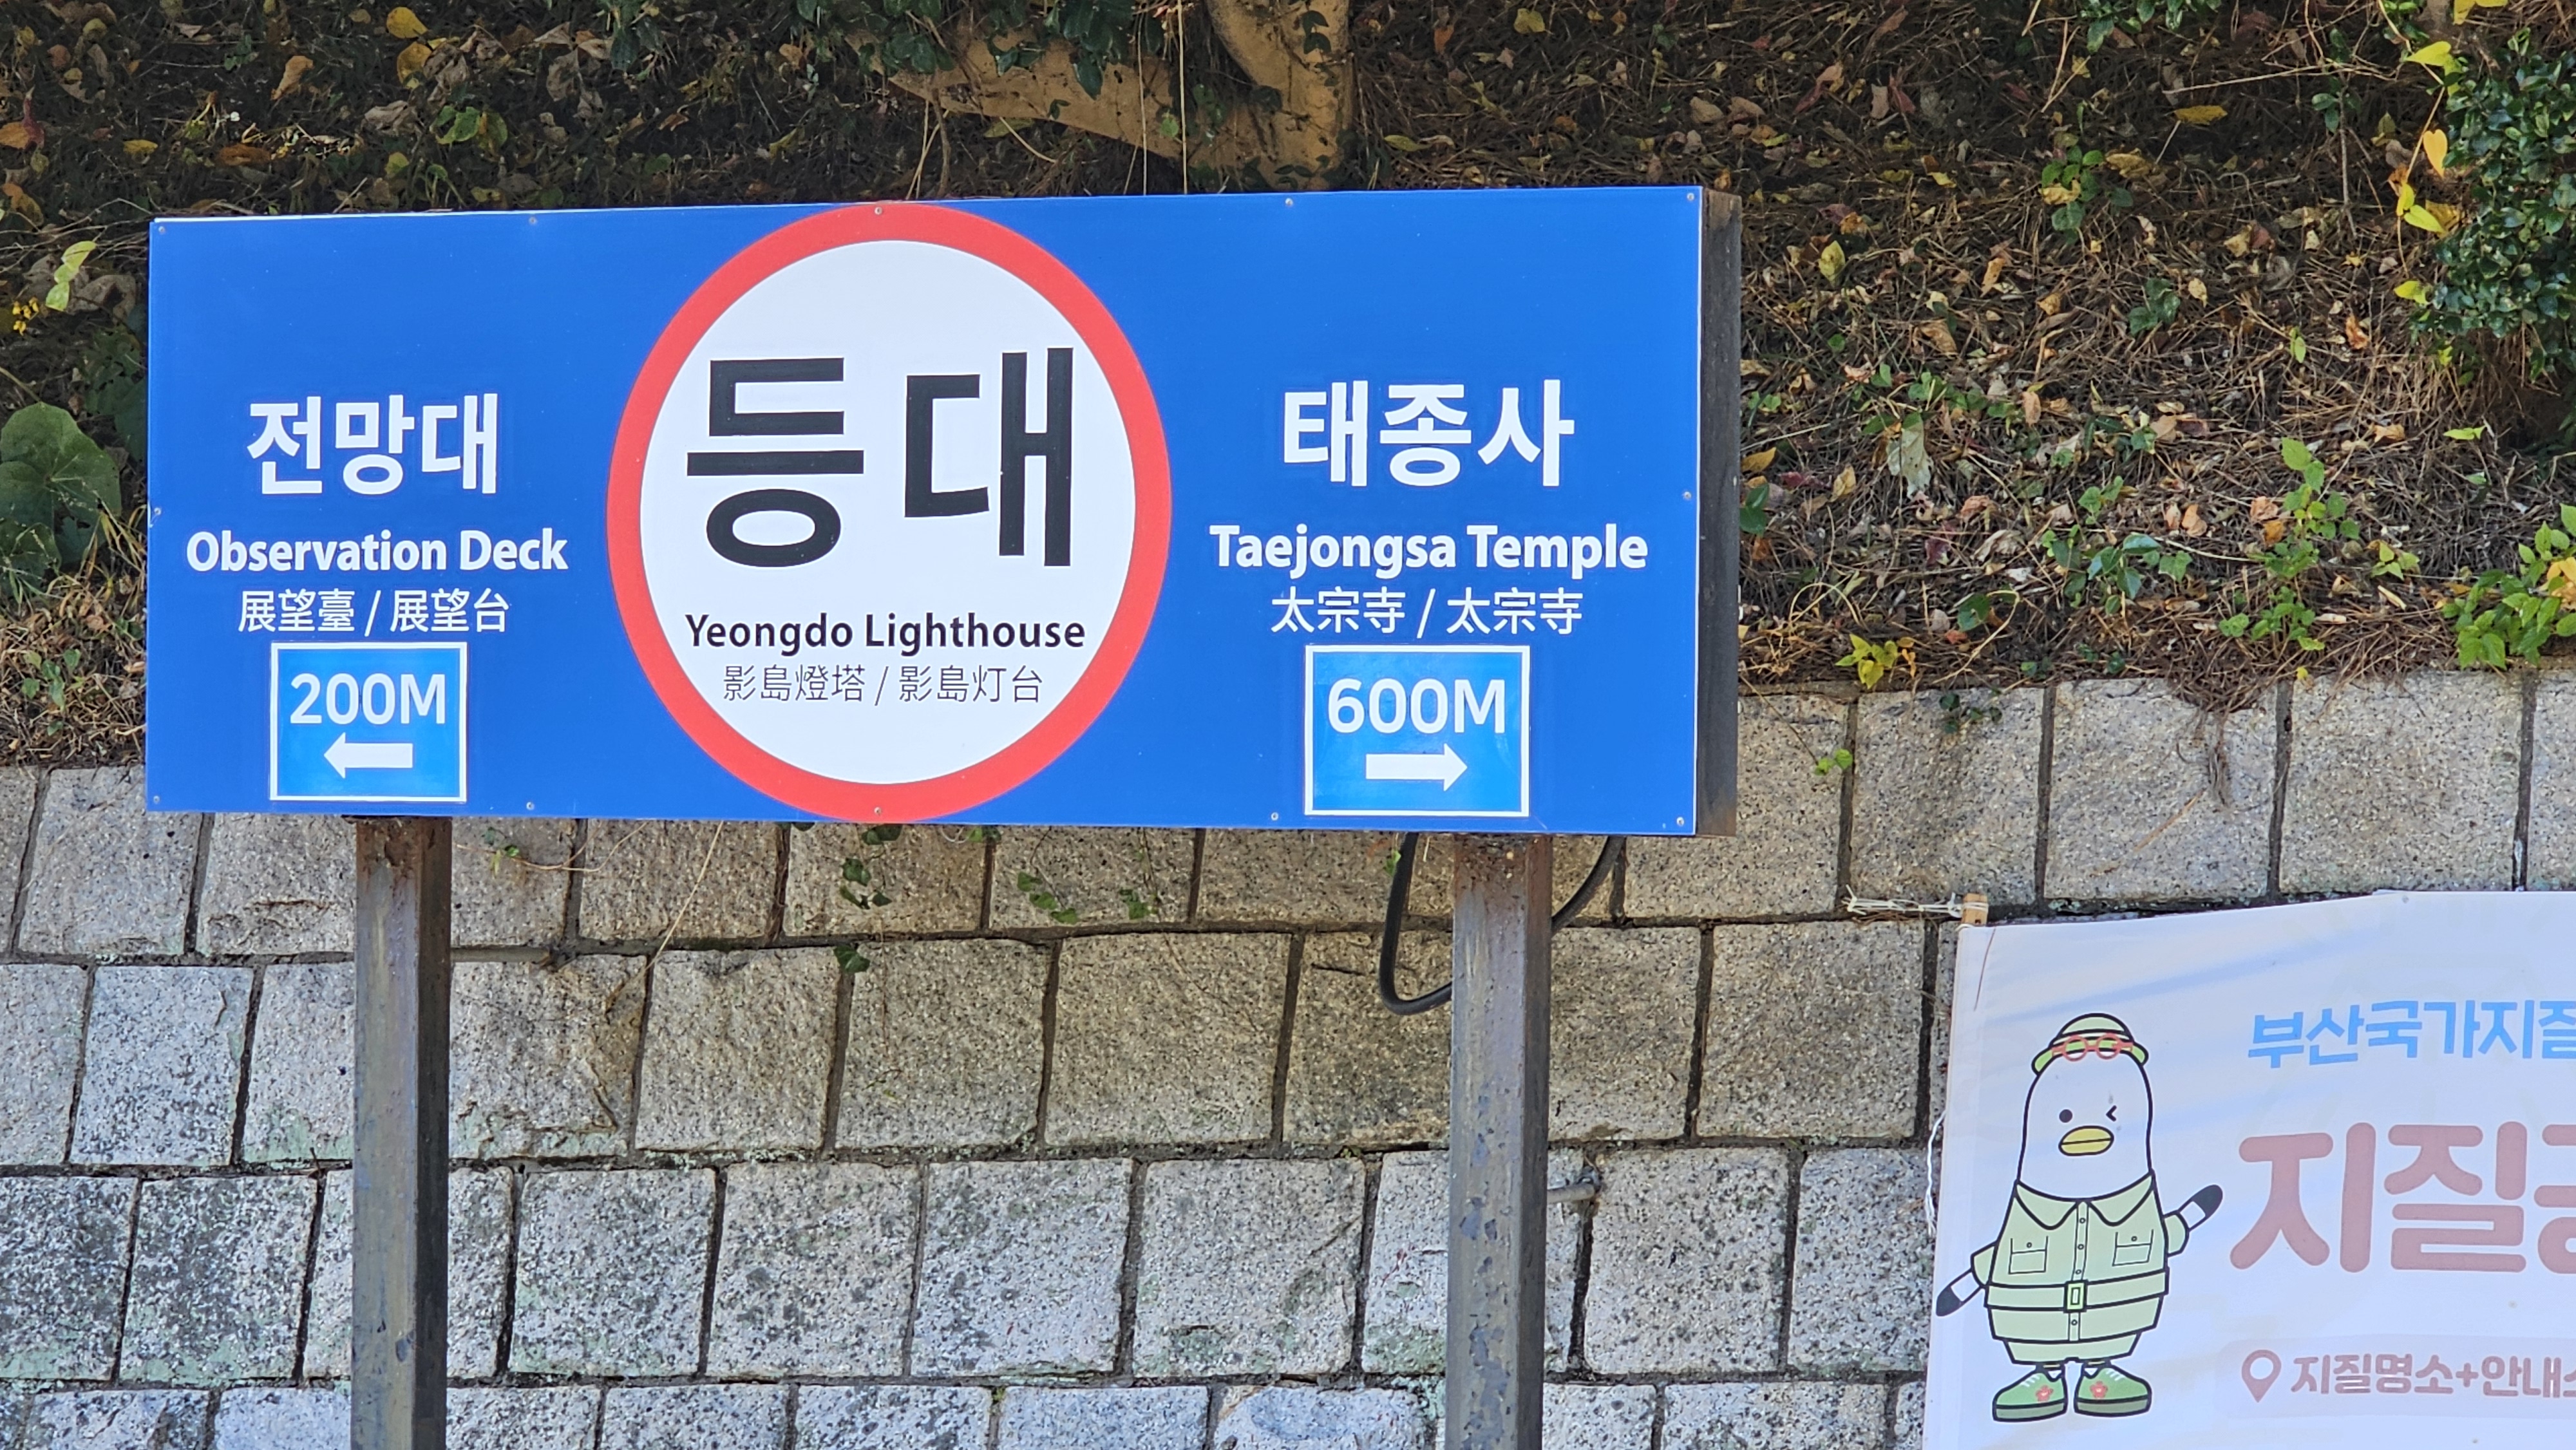 전망대
Observation Deck
展望臺 / 展望台
200M
등대
Yeongdo Lighthouse
影島燈塔 / 影島灯台
태종사
Taejongsa Temple
太宗寺 / 太宗寺
600M
부산국가지질
지질
지질명소+안내